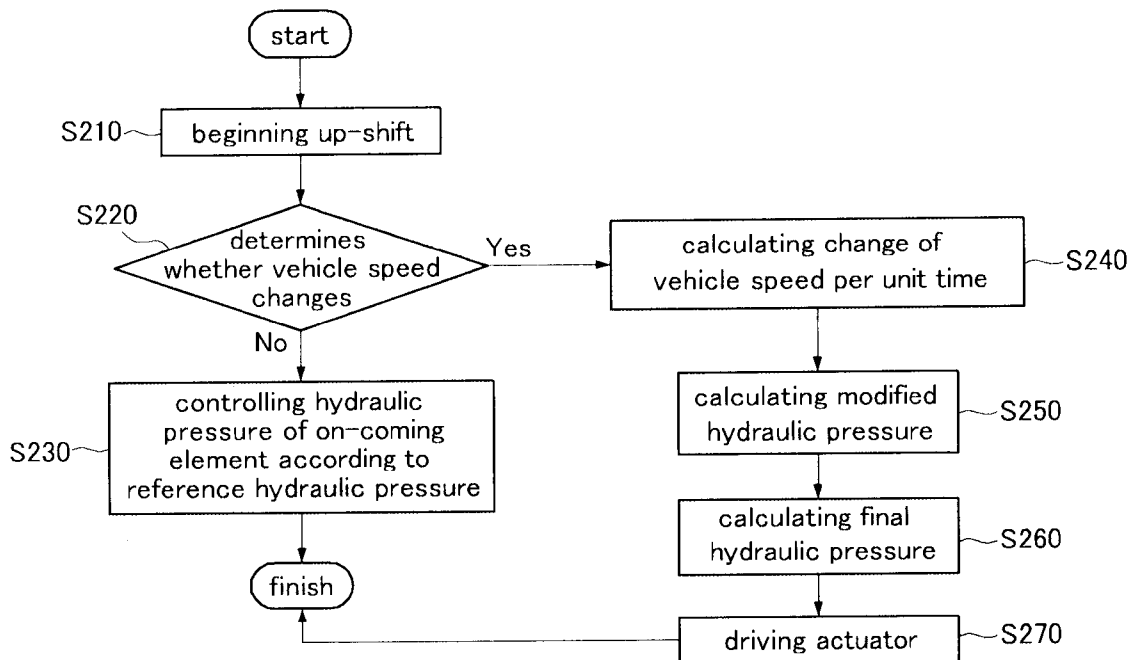 start
S210
beginning up-shift
S220
determines
whether vehicle speed
changes
Yes
No
S230
controlling hydraulic
pressure of on-coming
element according to
reference hydraulic pressure
finish
calculating change of
vehicle speed per unit time
S240
calculating modified
hydraulic pressure
S250
calculating final
hydraulic pressure
S260
driving actuator
S270